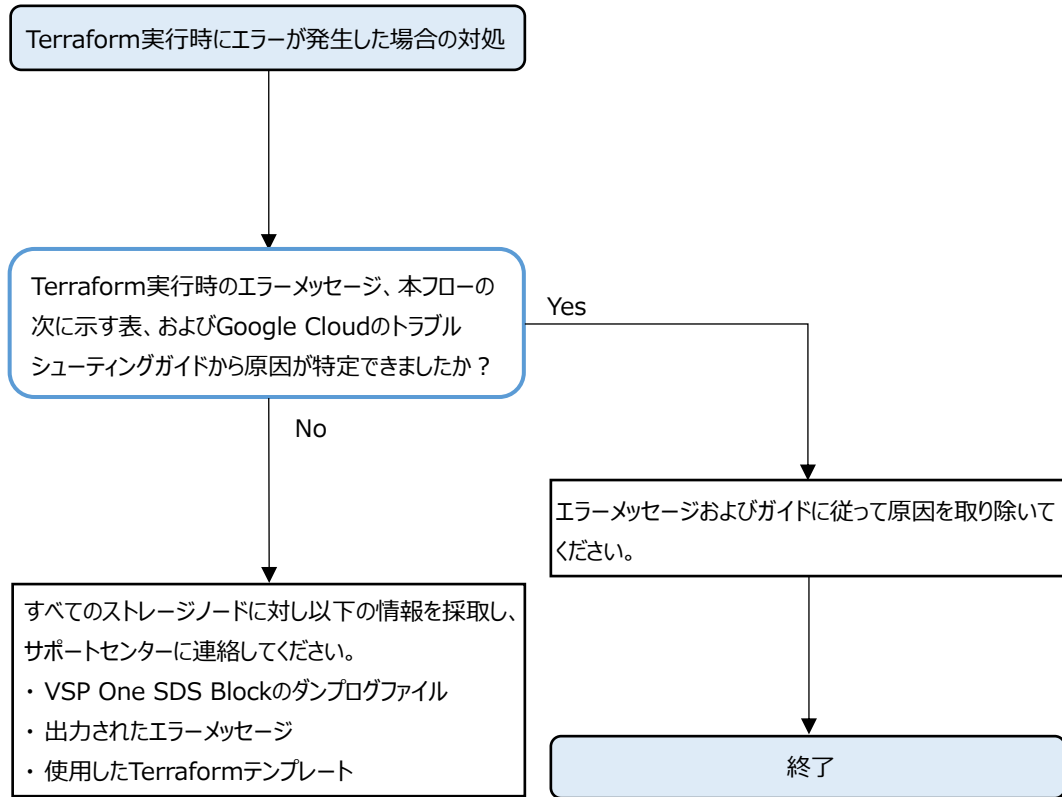 Terraform実行時にエラーが発生した場合の対処
Terraform実行時のエラーメッセージ、本フローの
次に示す表、およびGoogle Cloudのトラブル
シューティングガイドから原因が特定できましたか？
Yes
No
エラーメッセージおよびガイドに従って原因を取り除いて
ください。
すべてのストレージノードに対し以下の情報を採取し、
サポートセンターに連絡してください。
・ VSP One SDS Blockのダンプログファイル
・ 出力されたエラーメッセージ
・ 使用したTerraformテンプレート
終了